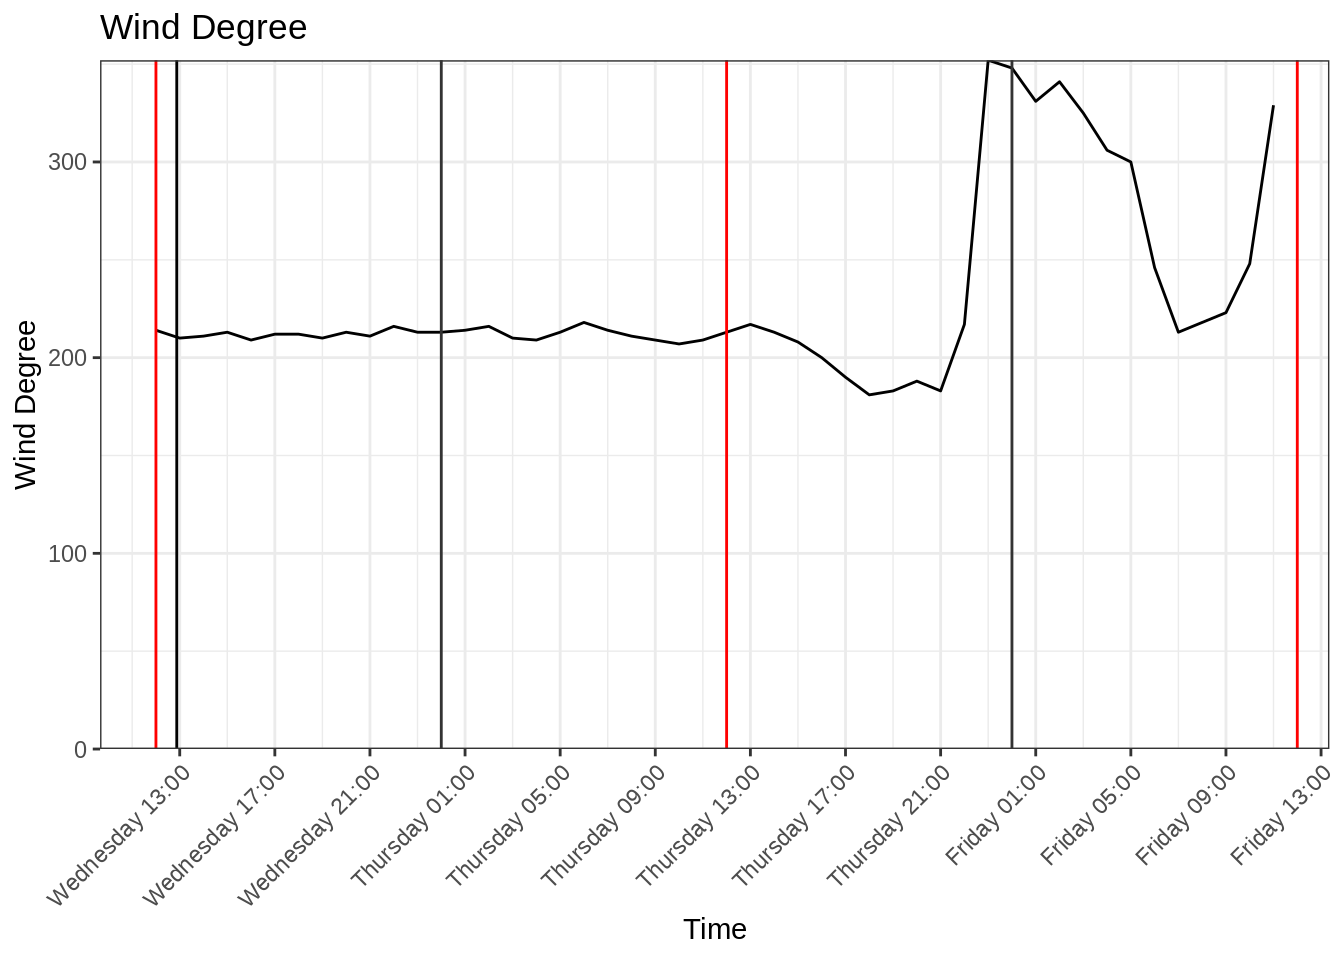 Wind Degree
Wind Degree
300
200
100
0
Wednesday 13:00
Wednesday 17:00
Wednesday 21:00
Thursday 01:00
Thursday 05:00
Thursday 09:00
Thursday 13:00
Thursday 17:00
Thursday 21:00
Friday 01:00
Friday 05:00
Friday 09:00
Friday 13:00
Time